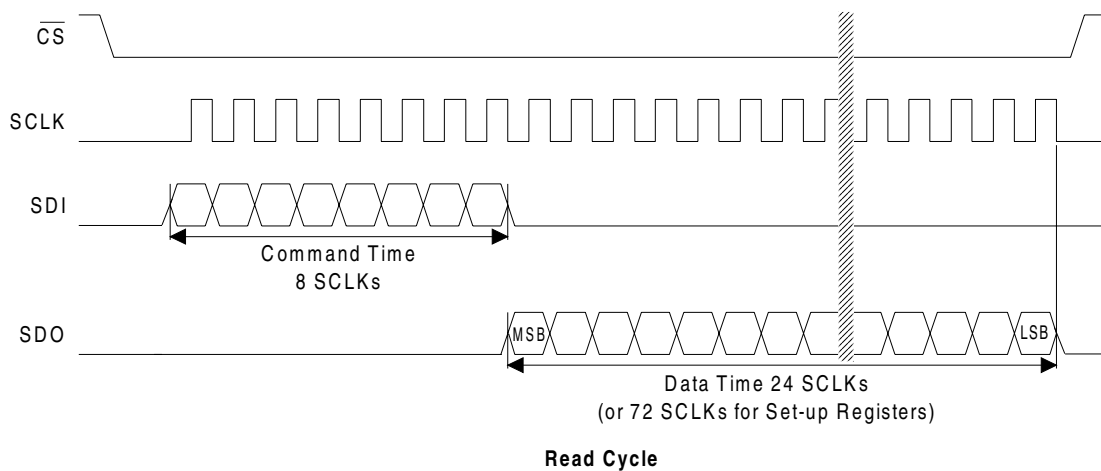 CS
SCLK
SDI
Command Time
8 SCLKs
SDO
MSB
LSB
Data Time 24 SCLKs
(or 72 SCLKs for Set-up Registers)
Read Cycle